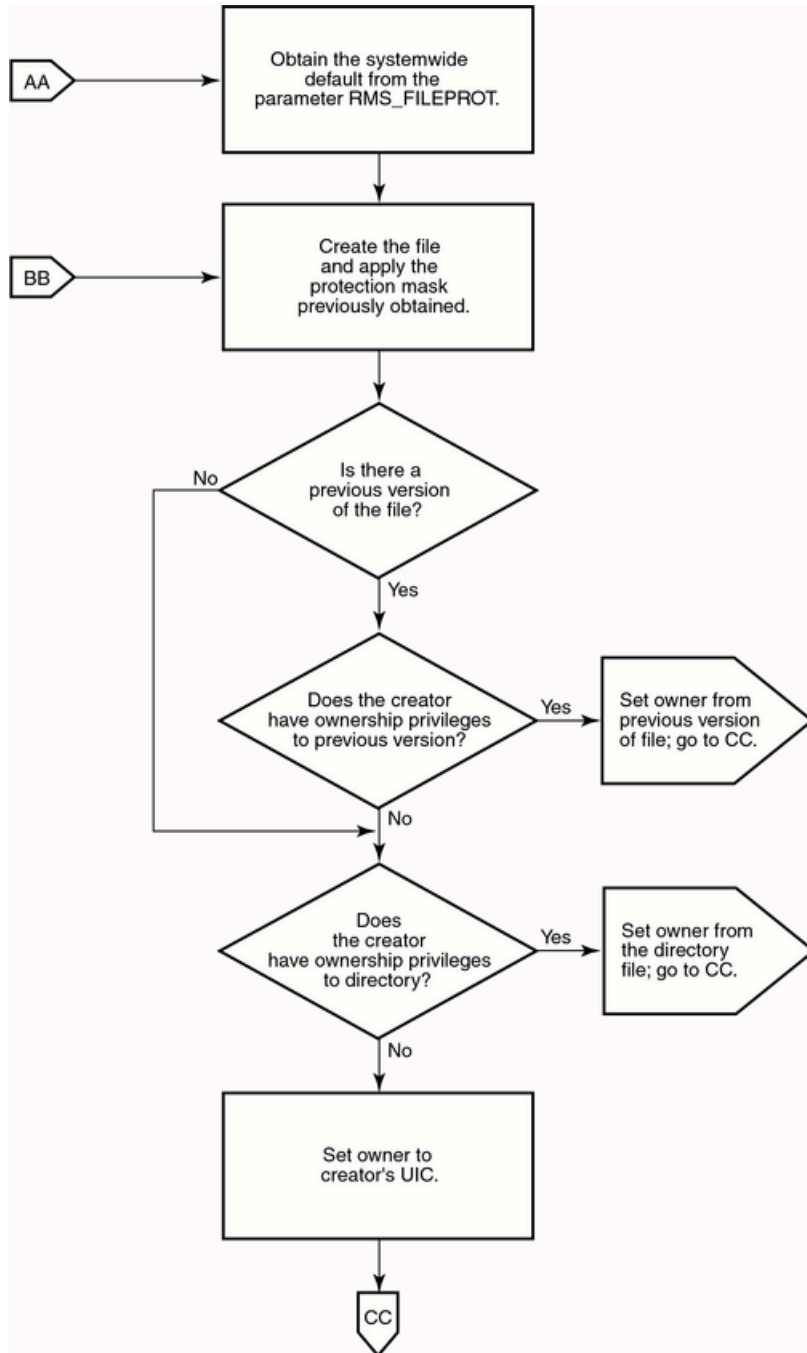 AA
Obtain the systemwide
default from the
parameter RMS_FILEPROT.
BB
Create the file
and apply the
protection mask
previously obtained.
No
Is there a
previous version
of the file?
Yes
Does the creator
have ownership privileges
to previous version?
Yes
Set owner from
previous version
of file; go to CC.
No
Does
the creator
have ownership privileges
to directory?
Yes
Set owner from
the directory
file; go to CC.
No
Set owner to
creator's UIC.
CC